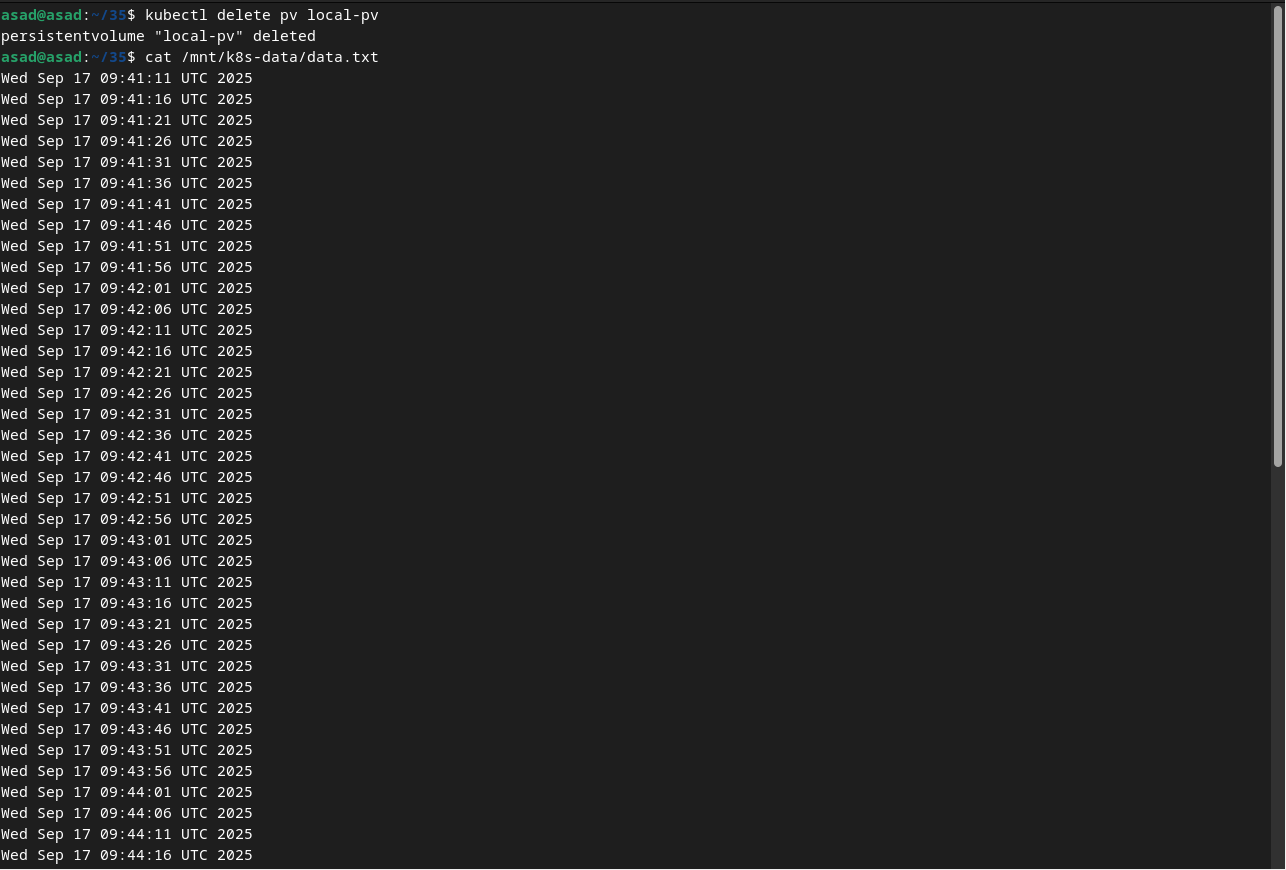 asad@asad:~/35$ kubectl delete pv local-pv
persistentvolume "local-pv" deleted
asad@asad:~/35$ cat /mnt/k8s-data/data.txt
Wed Sep 17 09:41:11 UTC 2025
Wed Sep 17 09:41:16 UTC 2025
Wed Sep 17 09:41:21 UTC 2025
Wed Sep 17 09:41:26 UTC 2025
Wed Sep 17 09:41:31 UTC 2025
Wed Sep 17 09:41:36 UTC 2025
Wed Sep 17 09:41:41 UTC 2025
Wed Sep 17 09:41:46 UTC 2025
Wed Sep 17 09:41:51 UTC 2025
Wed Sep 17 09:41:56 UTC 2025
Wed Sep 17 09:42:01 UTC 2025
Wed Sep 17 09:42:06 UTC 2025
Wed Sep 17 09:42:11 UTC 2025
Wed Sep 17 09:42:16 UTC 2025
Wed Sep 17 09:42:21 UTC 2025
Wed Sep 17 09:42:26 UTC 2025
Wed Sep 17 09:42:31 UTC 2025
Wed Sep 17 09:42:36 UTC 2025
Wed Sep 17 09:42:41 UTC 2025
Wed Sep 17 09:42:46 UTC 2025
Wed Sep 17 09:42:51 UTC 2025
Wed Sep 17 09:42:56 UTC 2025
Wed Sep 17 09:43:01 UTC 2025
Wed Sep 17 09:43:06 UTC 2025
Wed Sep 17 09:43:11 UTC 2025
Wed Sep 17 09:43:16 UTC 2025
Wed Sep 17 09:43:21 UTC 2025
Wed Sep 17 09:43:26 UTC 2025
Wed Sep 17 09:43:31 UTC 2025
Wed Sep 17 09:43:36 UTC 2025
Wed Sep 17 09:43:41 UTC 2025
Wed Sep 17 09:43:46 UTC 2025
Wed Sep 17 09:43:51 UTC 2025
Wed Sep 17 09:43:56 UTC 2025
Wed Sep 17 09:44:01 UTC 2025
Wed Sep 17 09:44:06 UTC 2025
Wed Sep 17 09:44:11 UTC 2025
Wed Sep 17 09:44:16 UTC 2025